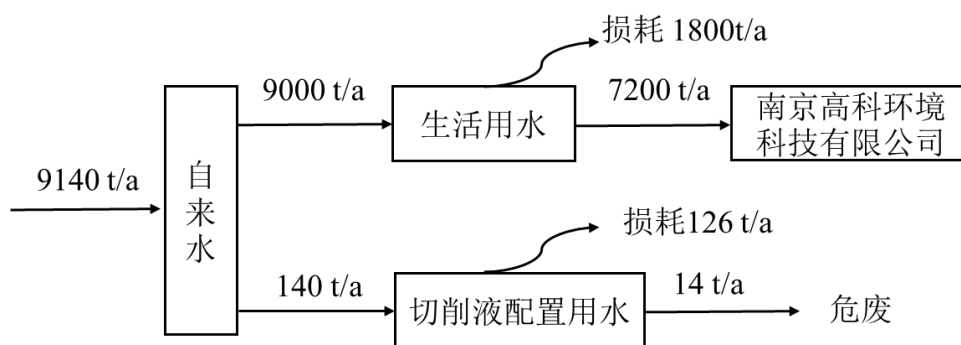 损耗 1800t/a
9000 t/a
7200 t/a
生活用水
南京高科环境
科技有限公司
9140 t/a
自
来
水
损耗126 t/a
140 t/a
14 t/a
切削液配置用水
危废